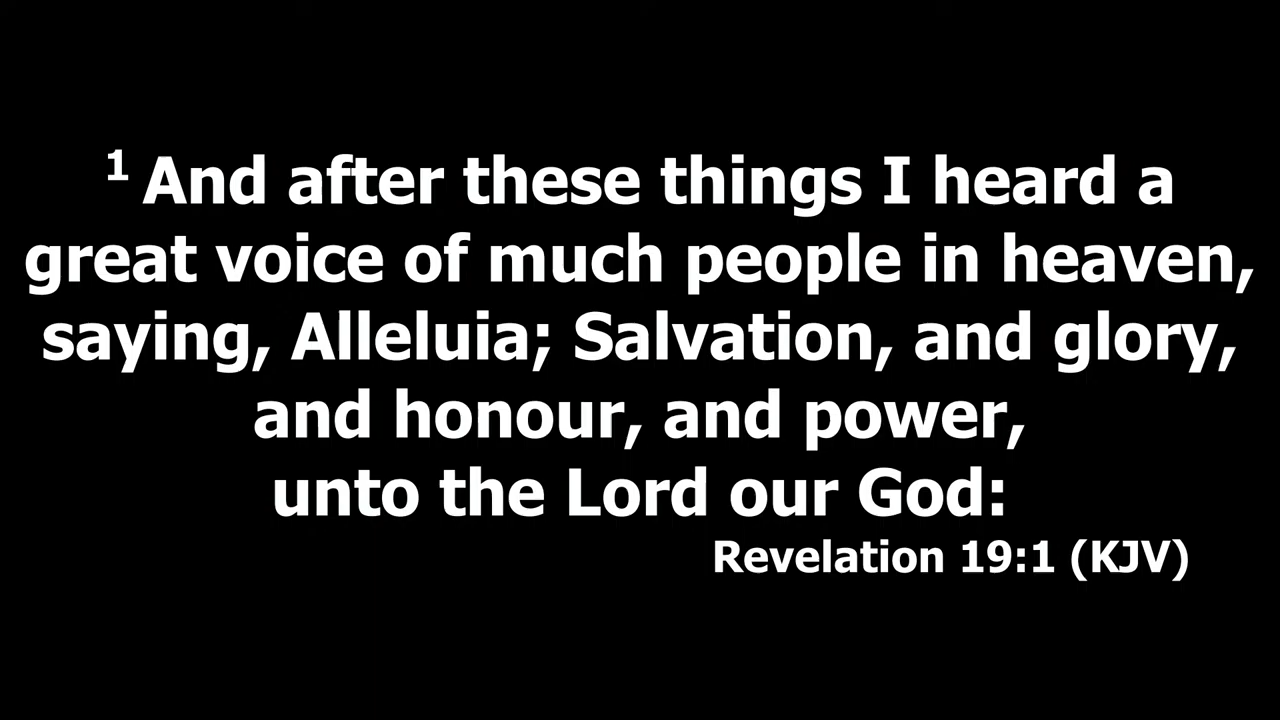 1 And after these things I heard a
great voice of much people in heaven,
saying, Alleluia; Salvation, and glory,
and honour, and power,
unto the Lord our God:
Revelation 19:1 (KJV)